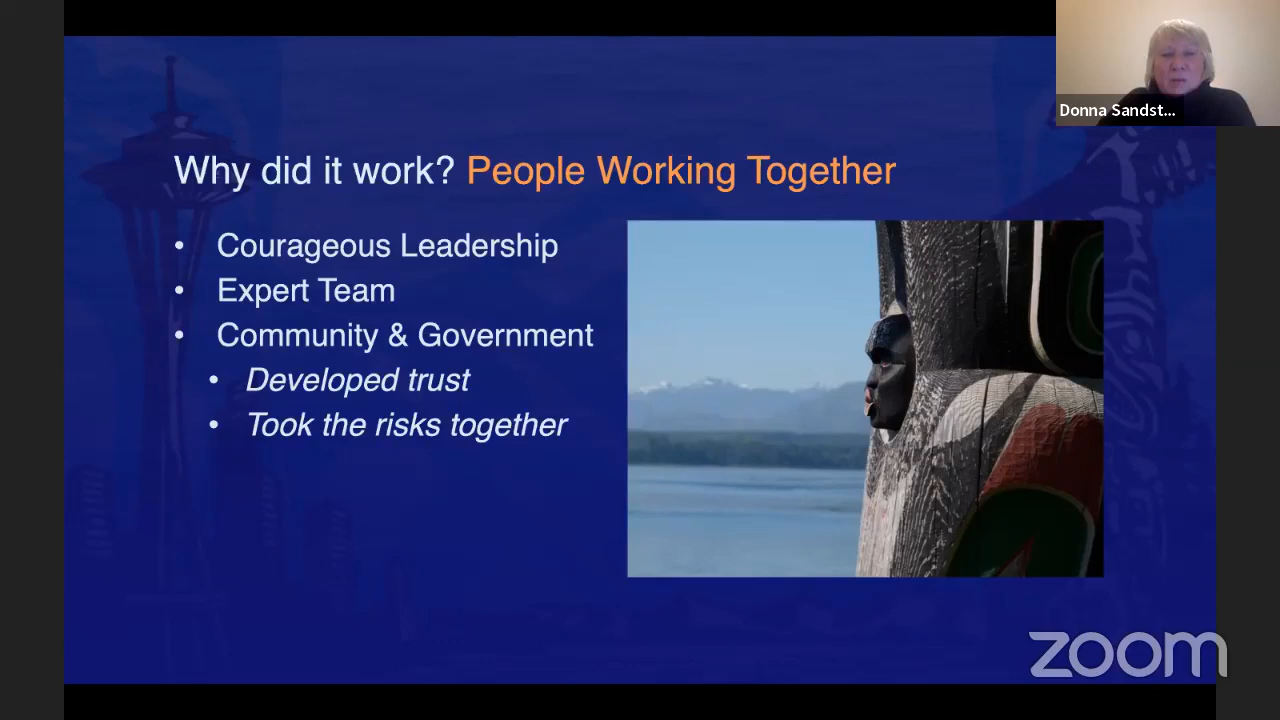 Donna Sandst...
Why did it work? People Working Together
• Courageous Leadership
• Expert Team
• Community & Government
• Developed trust
• Took the risks together
zoom